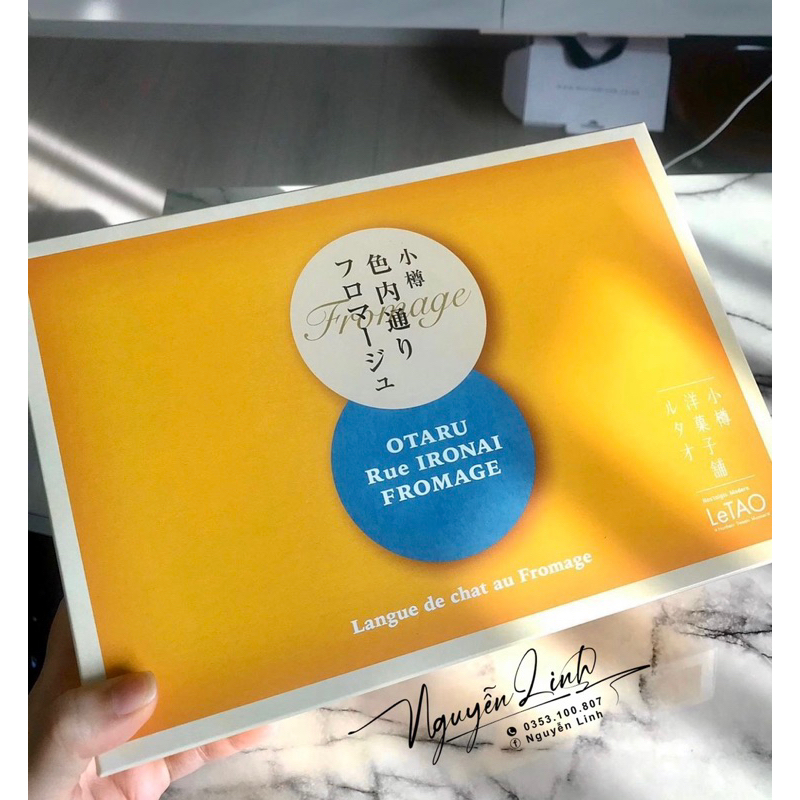 小樽
色内通り
フロマージュ
Fromage
OTARU
Rue IRONAI
FROMAGE
小樽
洋菓子舗
ルタオ
LeTAO
Langue de chat au Fromage
Nguyễn Linh
0353.100.807
Nguyễn Linh